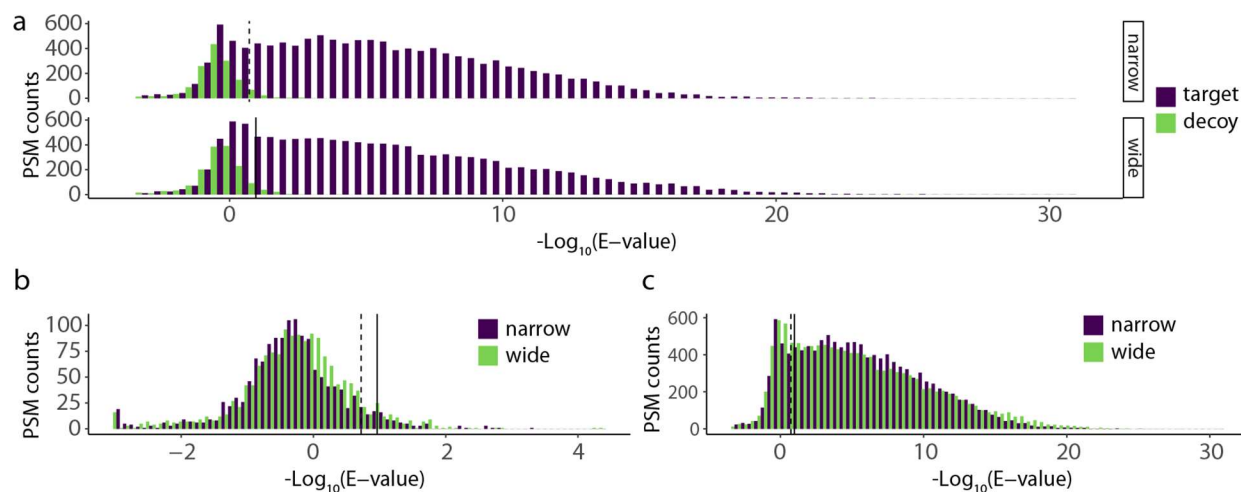 a
600
400
200
0
narrow
600
400
200
0
wide
PSM counts
target
decoy
0 10 20 30
-Log₁₀(E−value)
b
100
75
50
25
0
PSM counts
narrow
wide
−2 0 2 4
-Log₁₀(E−value)
c
600
400
200
0
PSM counts
narrow
wide
0 10 20 30
-Log₁₀(E−value)